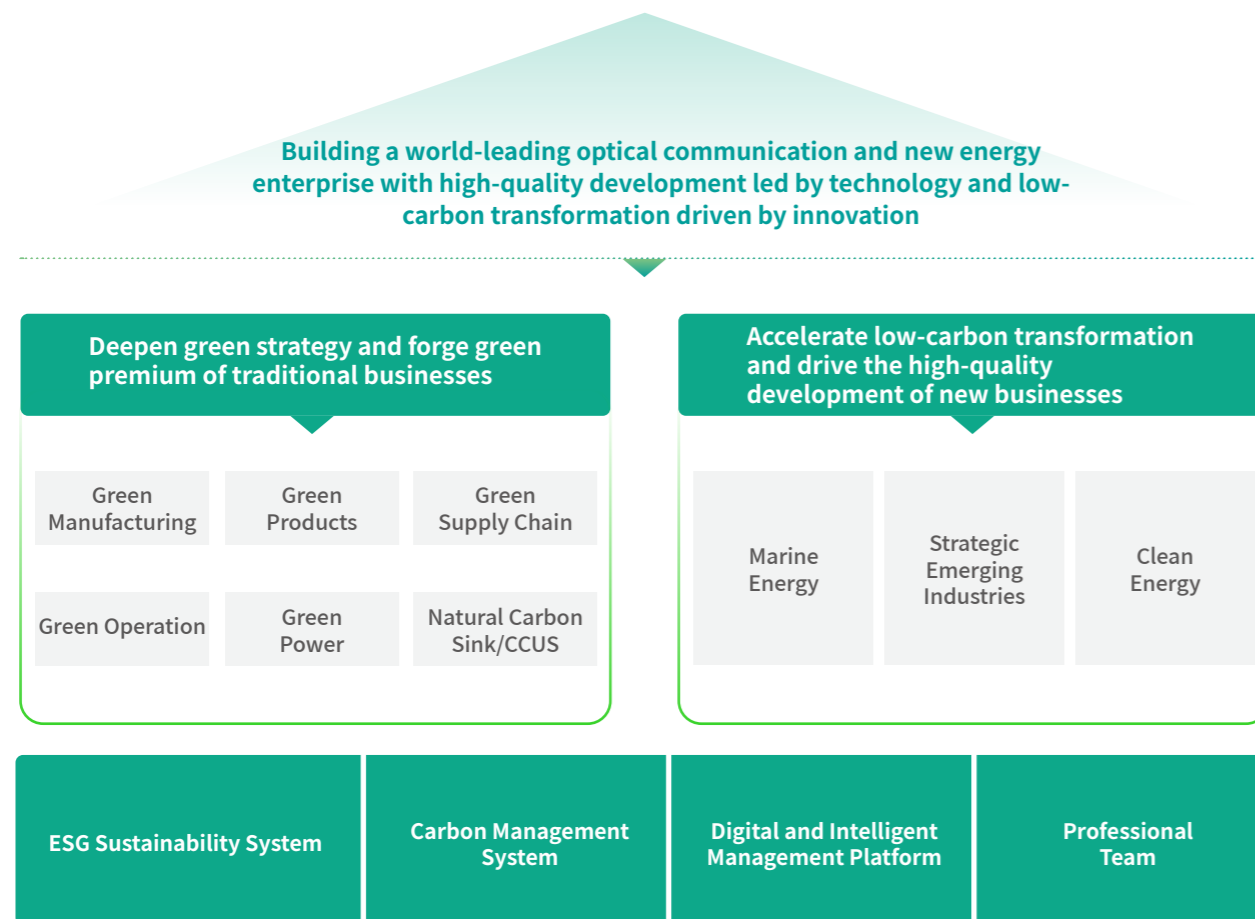 Building a world-leading optical communication and new energy
enterprise with high-quality development led by technology and low-
carbon transformation driven by innovation
Deepen green strategy and forge green
premium of traditional businesses
Accelerate low-carbon transformation
and drive the high-quality
development of new businesses
Green
Manufacturing
Green
Products
Green
Supply Chain
Green Operation
Green
Power
Natural Carbon
Sink/CCUS
Marine
Energy
Strategic
Emerging
Industries
Clean
Energy
ESG Sustainability System
Carbon Management
System
Digital and Intelligent
Management Platform
Professional
Team